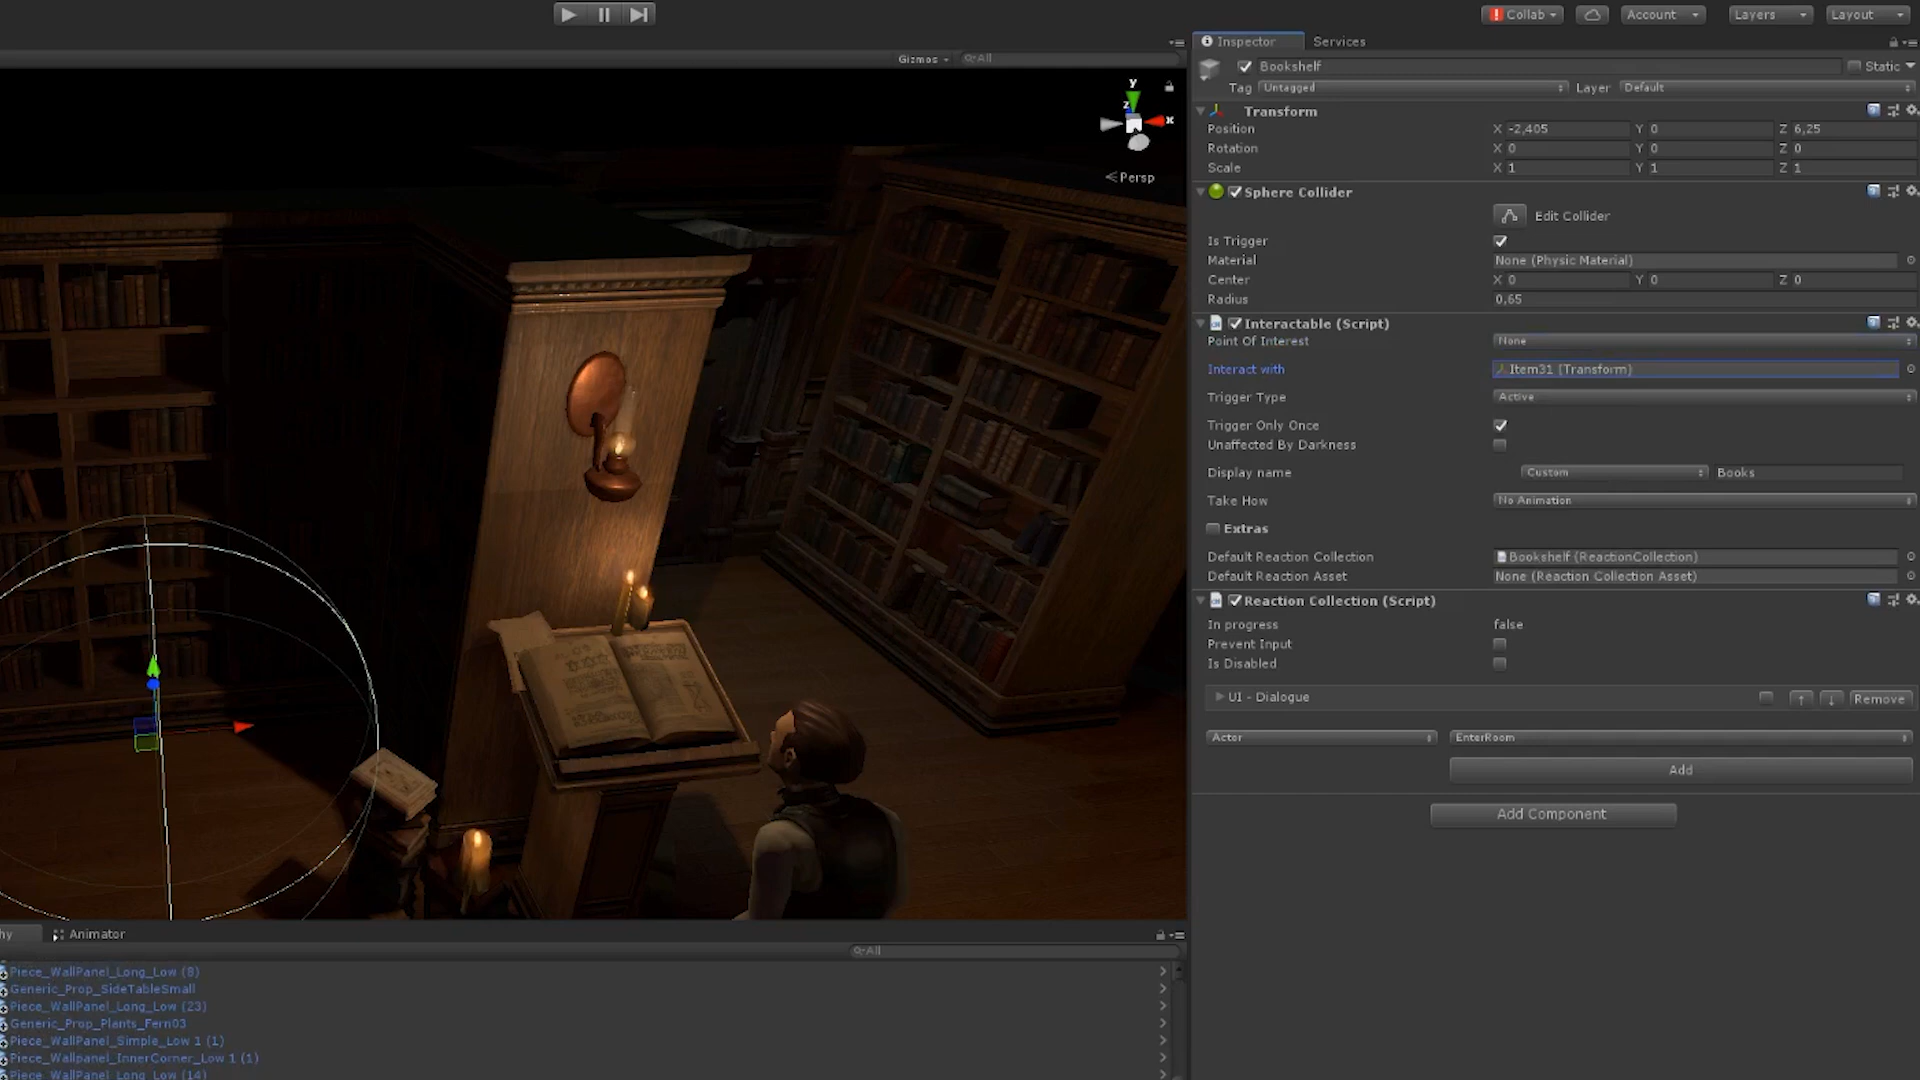 Collab
Account
Layers
Layout
Inspector
Services
Gizmos
All
Bookshelf
Static
Tag Untagged
Layer Default
y
z
x
Persp
Transform
Position X -2,405 Y 0 Z 6,25
Rotation X 0 Y 0 Z 0
Scale X 1 Y 1 Z 1
Sphere Collider
Edit Collider
Is Trigger
Material None (Physic Material)
Center X 0 Y 0 Z 0
Radius 0,65
Interactable (Script)
Point Of Interest None
Interact with Item31 (Transform)
Trigger Type Active
Trigger Only Once
Unaffected By Darkness
Display name Custom Books
Take How No Animation
Extras
Default Reaction Collection Bookshelf (ReactionCollection)
Default Reaction Asset None (Reaction Collection Asset)
Reaction Collection (Script)
In progress false
Prevent Input
Is Disabled
UI - Dialogue Remove
Actor EnterRoom
Add
Add Component
hy
Animator
All
Piece_WallPanel_Long_Low (8)
Generic_Prop_SideTableSmall
Piece_WallPanel_Long_Low (23)
Generic_Prop_Plants_Fern03
Piece_WallPanel_Simple_Low 1 (1)
Piece_Wallpanel_InnerCorner_Low 1 (1)
Piece_WallPanel_Long_Low (14)